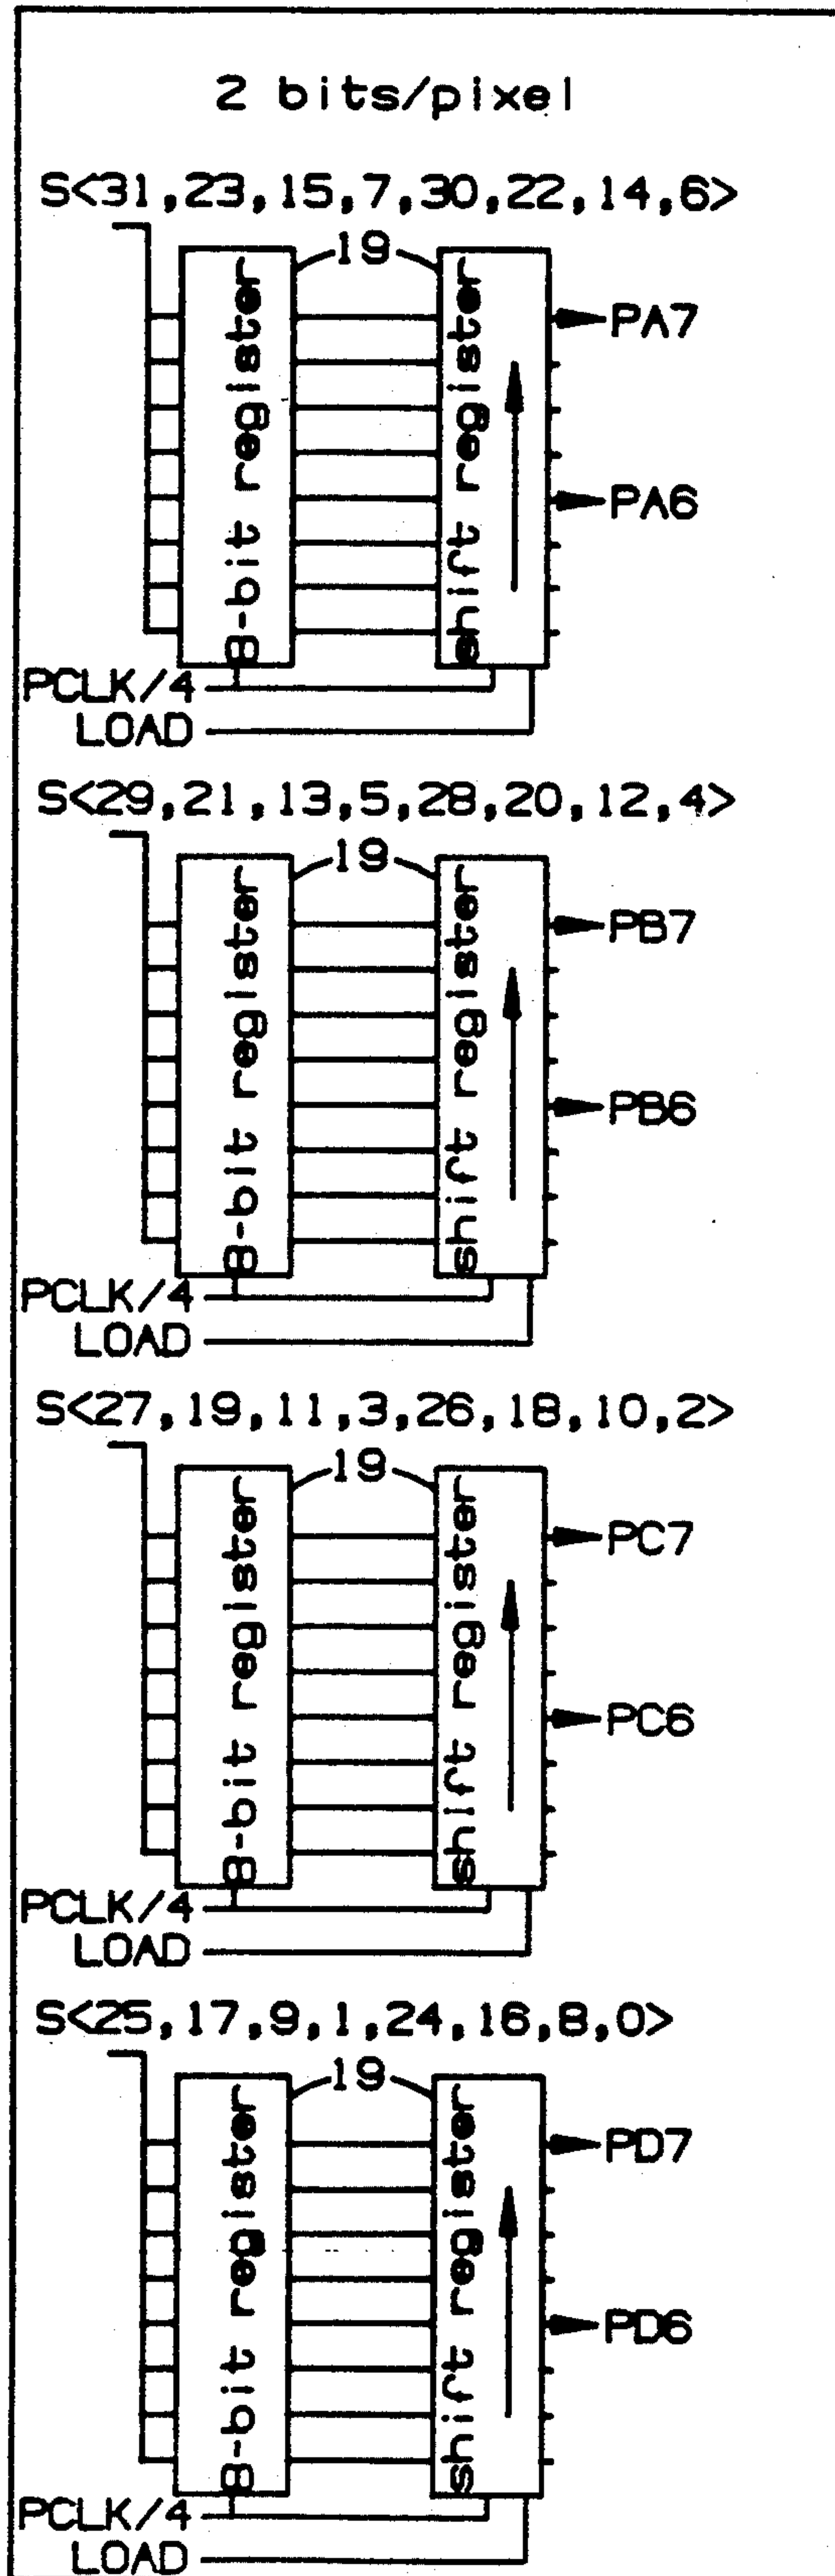 2 bits/pixel
S<31,23,15,7,30,22,14,6>
19
8-bit register
shift register
PA7
PA6
PCLK/4
LOAD
S<29,21,13,5,28,20,12,4>
19
8-bit register
shift register
PB7
PB6
PCLK/4
LOAD
S<27,19,11,3,26,18,10,2>
19
8-bit register
shift register
PC7
PC6
PCLK/4
LOAD
S<25,17,9,1,24,16,8,0>
19
8-bit register
shift register
PD7
PD6
PCLK/4
LOAD